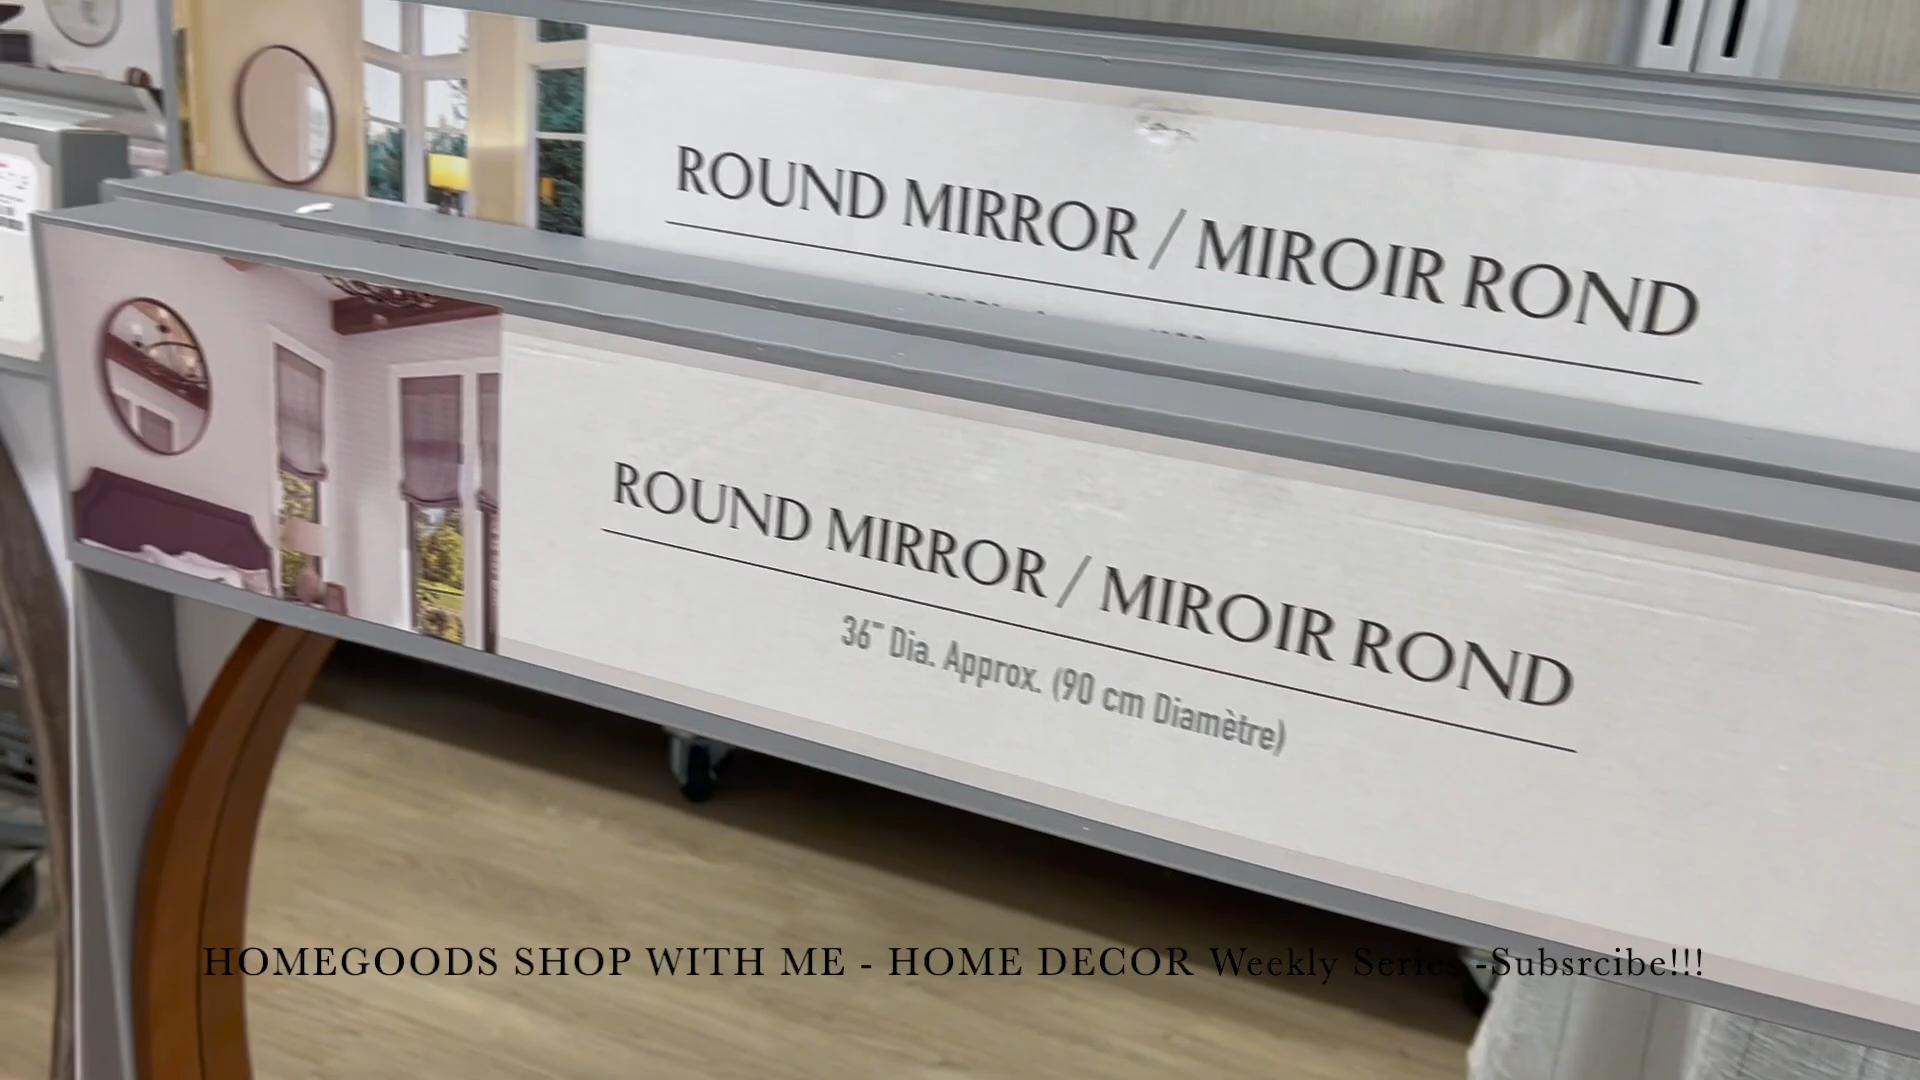 ROUND MIRROR / MIROIR ROND
ROUND MIRROR / MIROIR ROND
36" Dia. Approx. (90 cm Diamètre)
HOMEGOODS SHOP WITH ME - HOME DECOR Weekly Series -Subsrcibe!!!